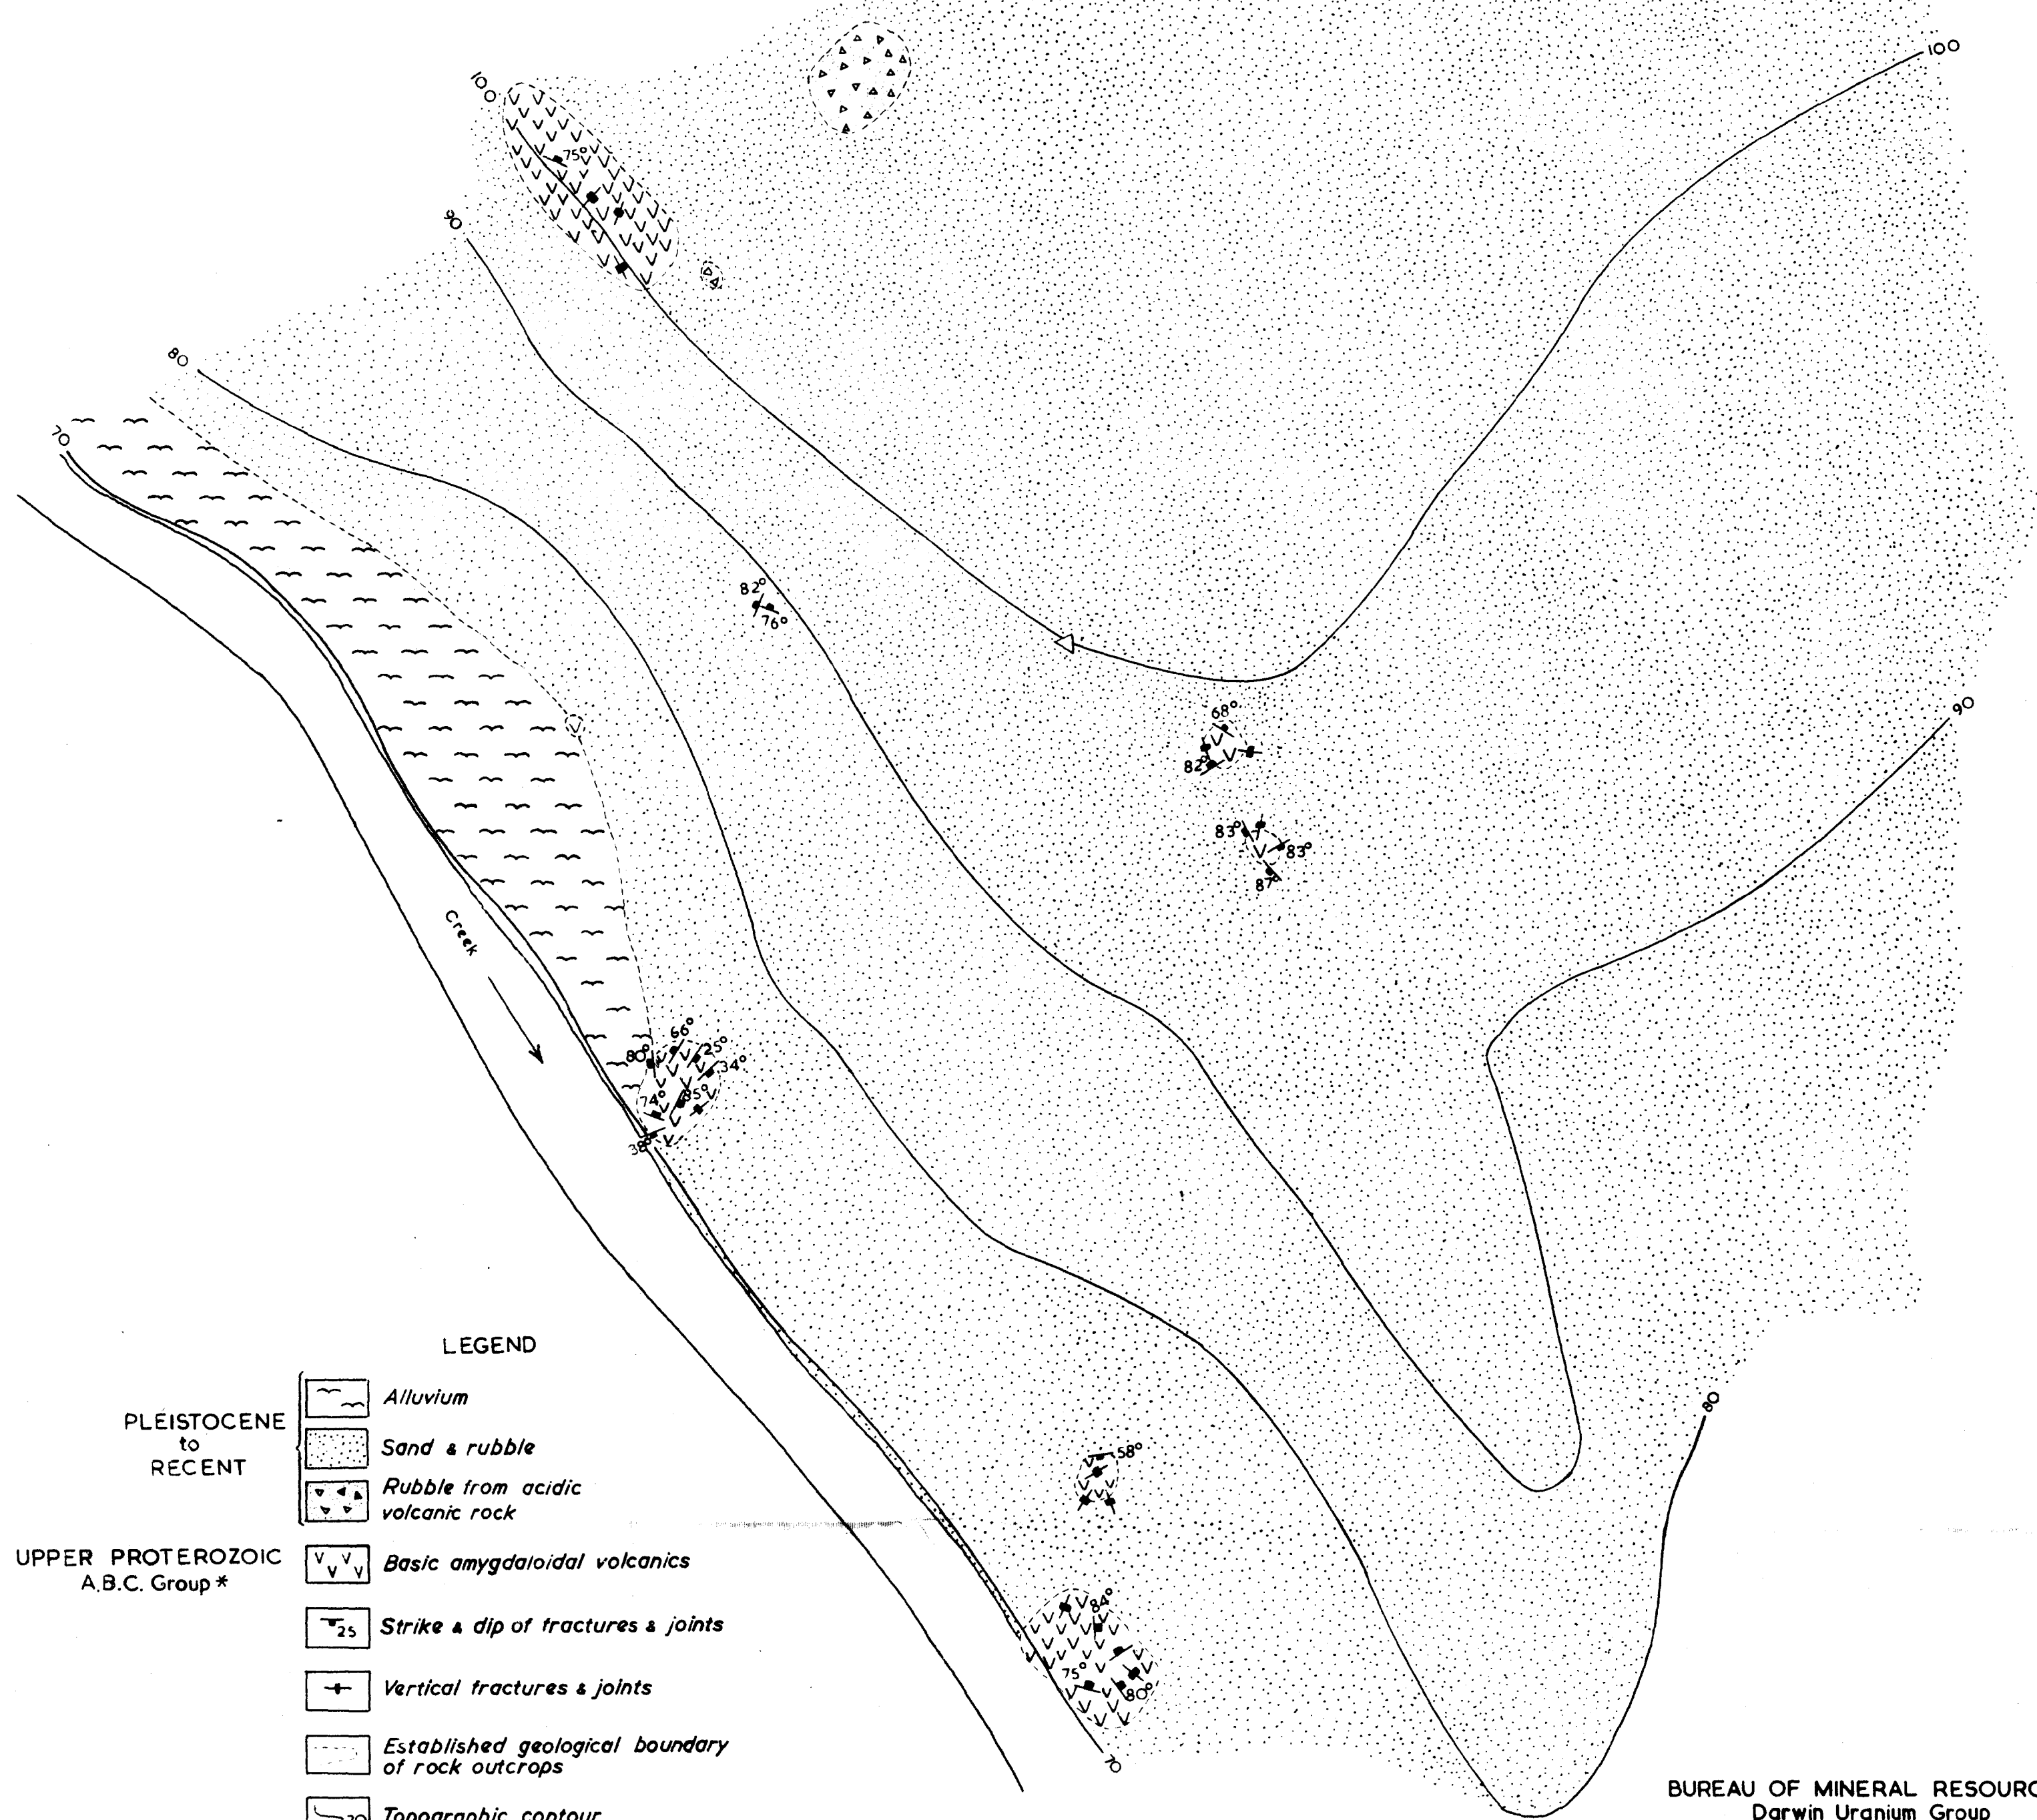 100
100
75°
90
80
70
82°
76°
68°
82°
90
83°
83°
87°
Creek
66°
80°
25°
34°
74°
85°
38°
LEGEND
PLEISTOCENE
to
RECENT
Alluvium
Sand & rubble
Rubble from acidic
volcanic rock
UPPER PROTEROZOIC
A.B.C. Group *
Basic amygdaloidal volcanics
25
Strike & dip of fractures & joints
Vertical fractures & joints
Established geological boundary
of rock outcrops
Topographic contour
80
58°
84°
75°
80°
70
BUREAU OF MINERAL
Darwin Uranium Group